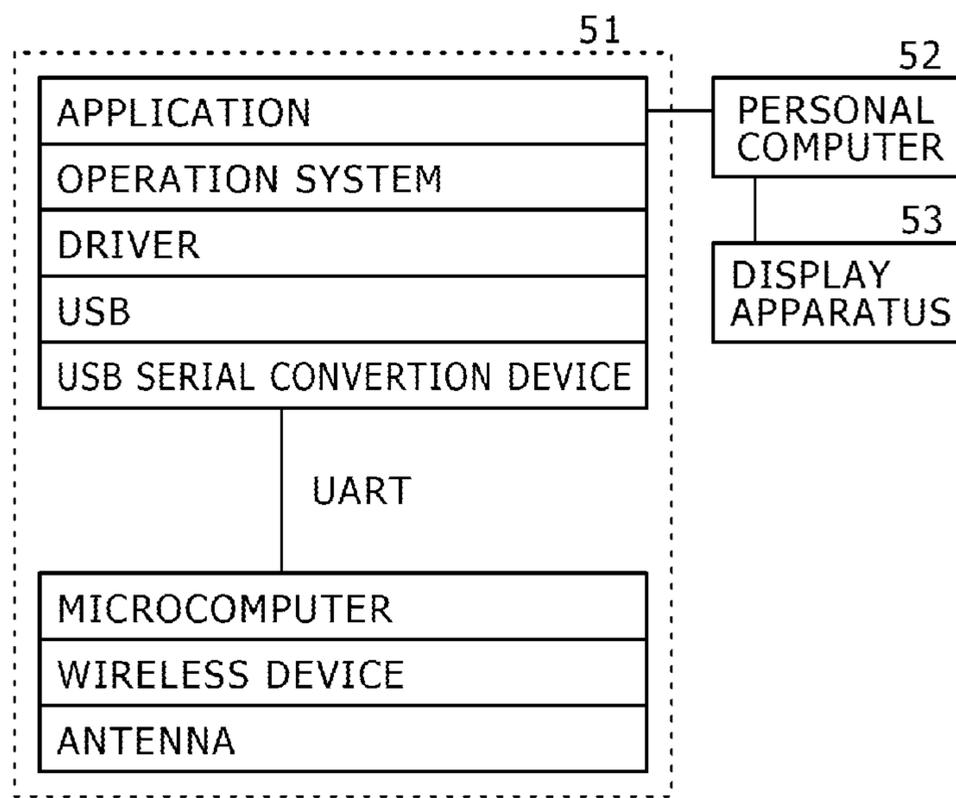 51
APPLICATION
OPERATION SYSTEM
DRIVER
USB
USB SERIAL CONVERTION DEVICE
UART
MICROCOMPUTER
WIRELESS DEVICE
ANTENNA
52
PERSONAL
COMPUTER
53
DISPLAY
APPARATUS